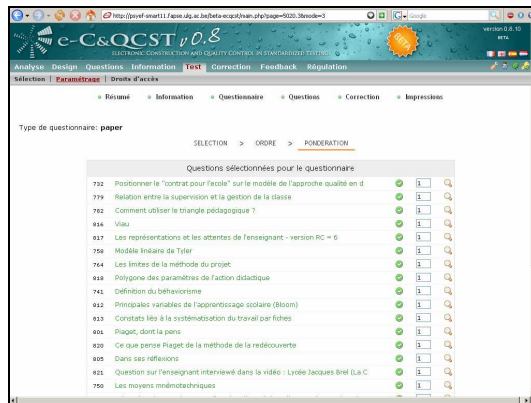 http://psyef-smart11.fapse.ulg.ac.be/beta-ecqcst/main.php?page=5020.3&mode=3
Google
e-C&QCST v0.8
ELECTRONIC CONSTRUCTION AND QUALITY CONTROL IN STANDARDIZED TESTING
BETA
version 0.8.10
BETA
Analyse Design Questions Information Test Correction Feedback Régulation
Sélection | Paramétrage | Droits d'accès
Résumé Information Questionnaire Questions Correction Impressions
Type de questionnaire: paper
SELECTION > ORDRE > PONDERATION
Questions sélectionnées pour le questionnaire
732 Positionner le "contrat pour l'ecole" sur le modèle de l'approche qualité en d 1
779 Relation entre la supervision et la gestion de la classe 1
782 Comment utiliser le triangle pédagogique ? 1
816 Viau 1
817 Les représentations et les attentes de l'enseignant - version RC = 6 1
759 Modèle linéaire de Tyler 1
764 Les limites de la méthode du projet 1
818 Polygone des paramètres de l'action didactique 1
741 Définition du béhaviorisme 1
812 Principales variables de l'apprentissage scolaire (Bloom) 1
813 Constats liés à la systématisation du travail par fiches 1
801 Piaget, dont la pens 1
820 Ce que pense Piaget de la méthode de la redécouverte 1
805 Dans ses réflexions 1
821 Question sur l'enseignant interviewé dans la vidéo : Lycée Jacques Brel (La C 1
750 Les moyens mnémotechniques 1